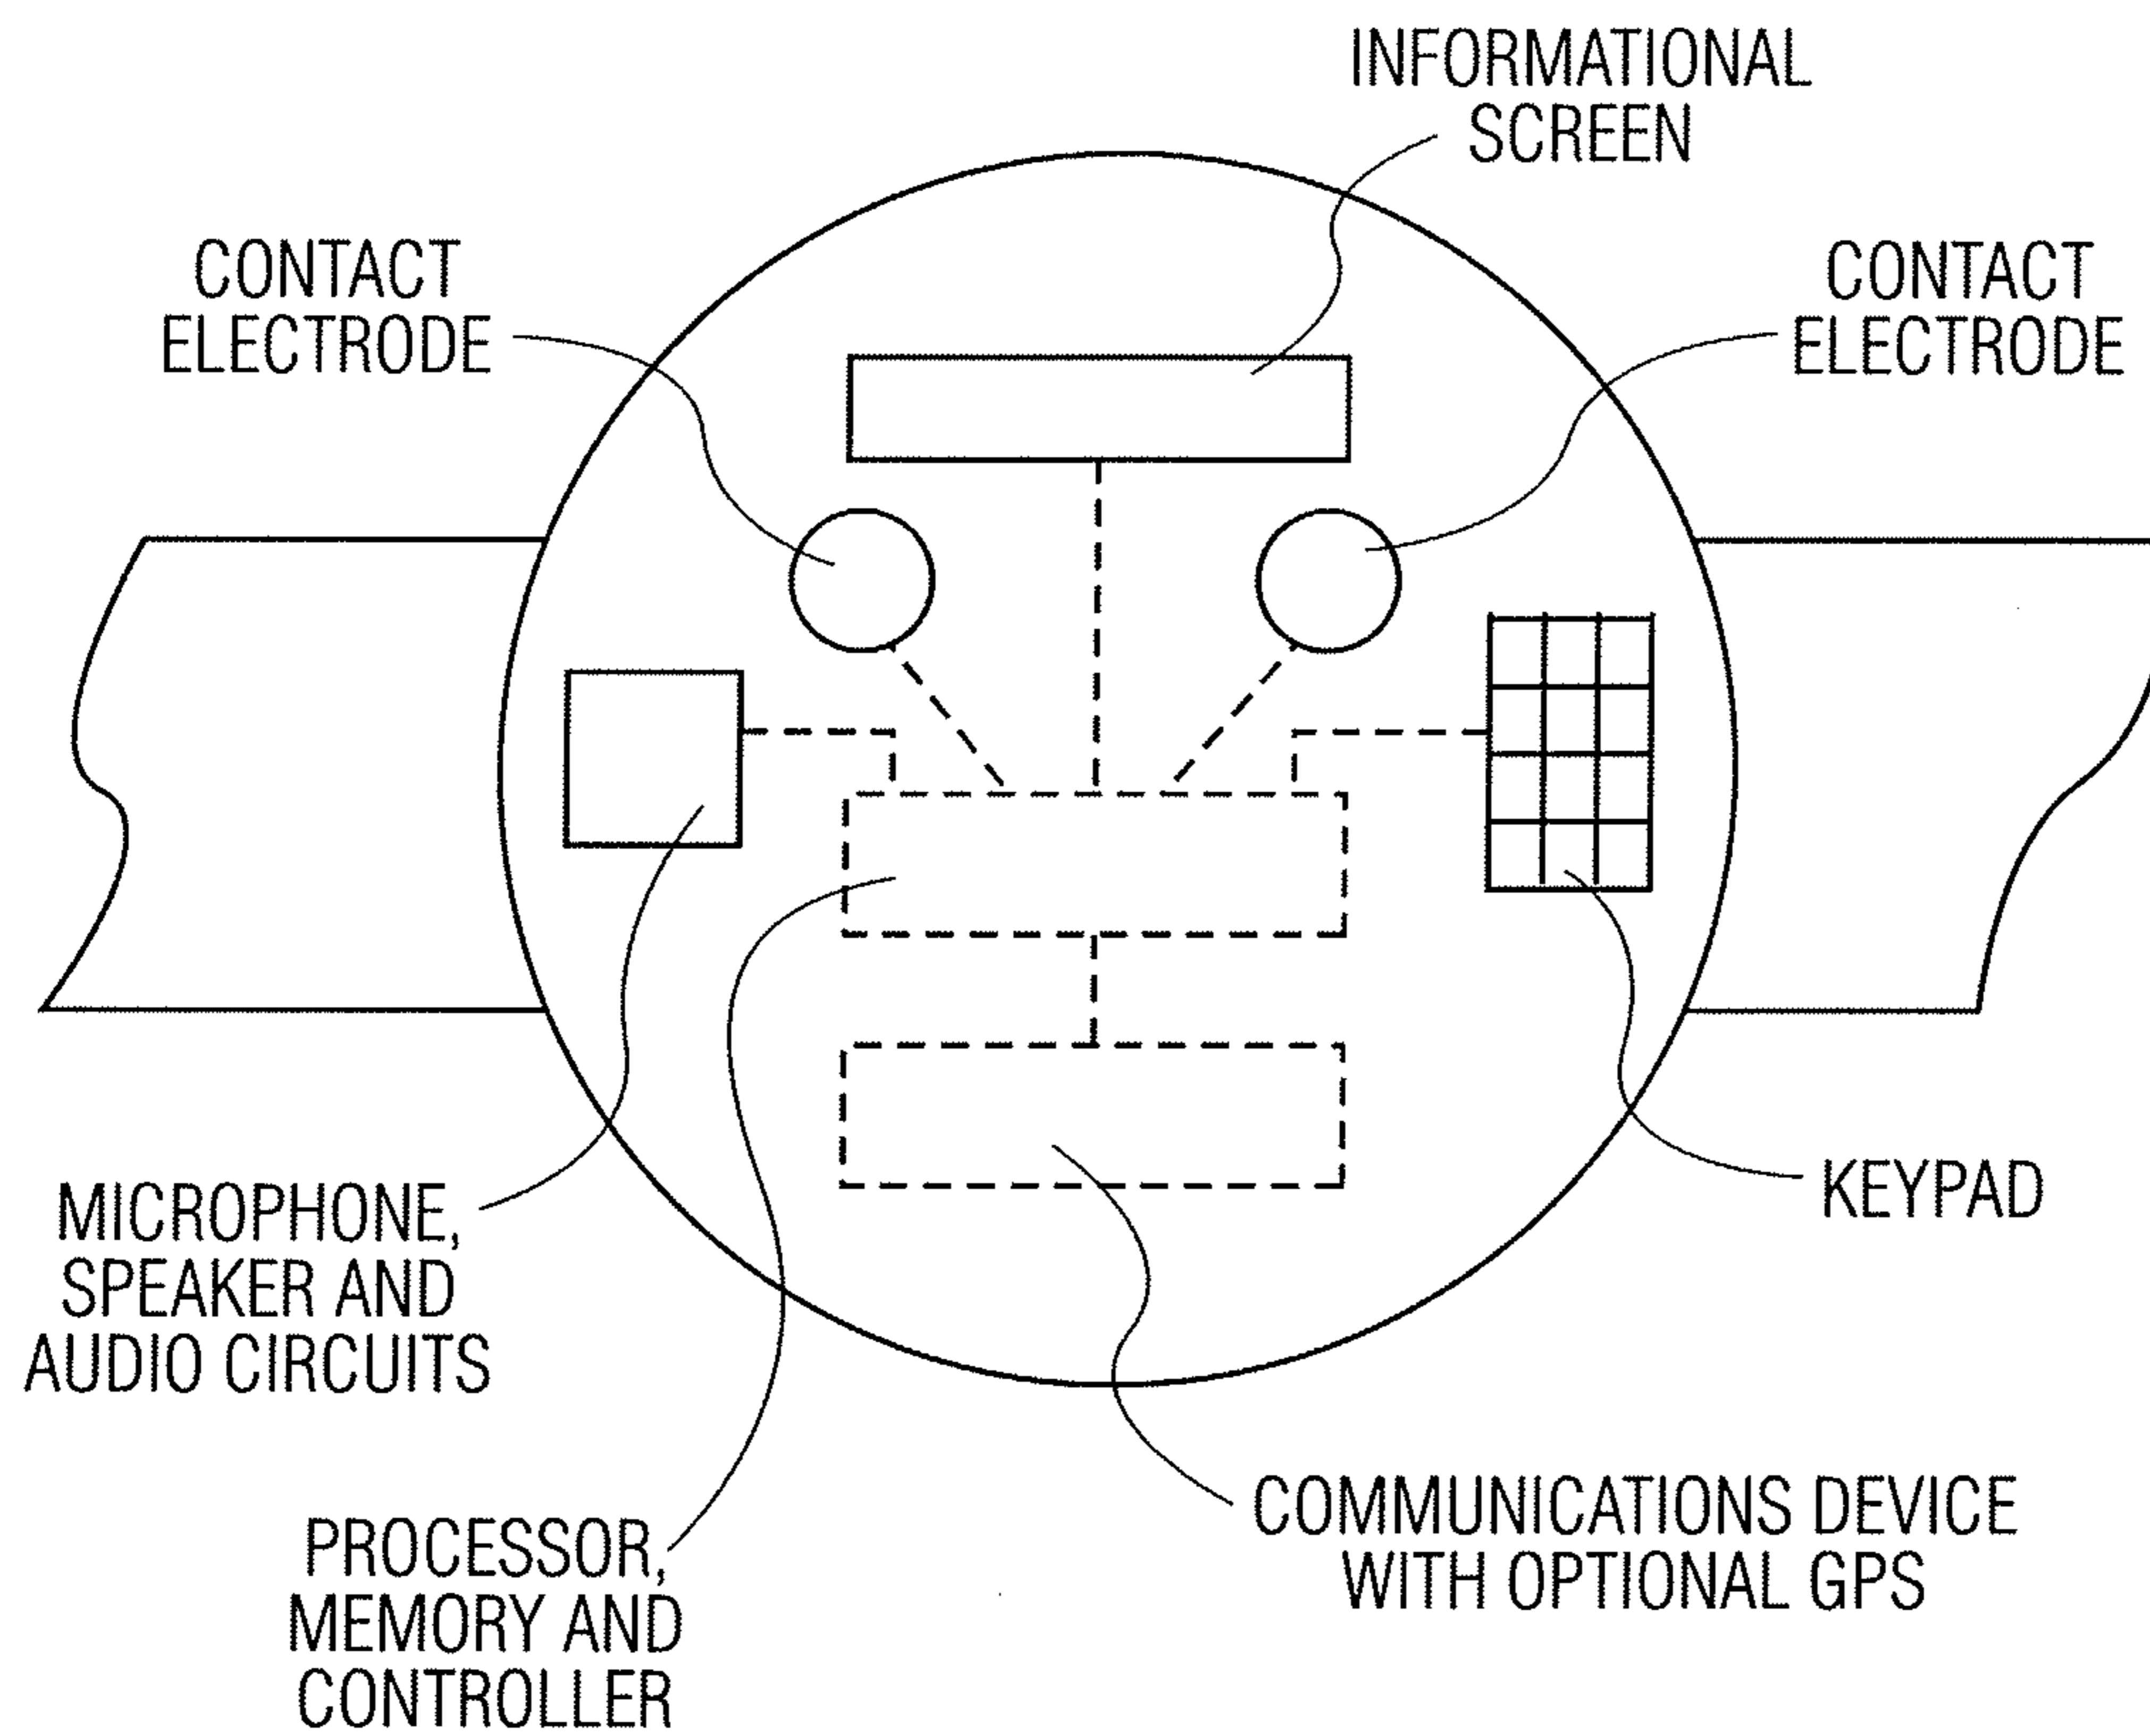 INFORMATIONAL
SCREEN
CONTACT
ELECTRODE
CONTACT
ELECTRODE
MICROPHONE,
SPEAKER AND
AUDIO CIRCUITS
KEYPAD
PROCESSOR,
MEMORY AND
CONTROLLER
COMMUNICATIONS DEVICE
WITH OPTIONAL GPS